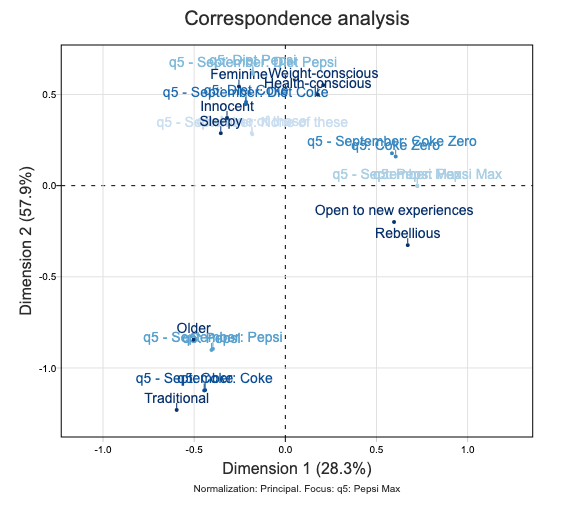 Correspondence analysis
q5: Diet Pepsi
q5 - September: Diet Pepsi
Feminine
Weight-conscious
Health-conscious
q5: Diet Coke
q5 - September: Diet Coke
Innocent
q5 - September: None of these
Sleepy
q5 - September: Coke Zero
q5: Coke Zero
q5 - September: Pepsi Max
q5: Pepsi Max
Open to new experiences
Rebellious
Older
q5 - September: Pepsi
q5: Pepsi
q5 - September: Coke
q5: Coke
Traditional
0.5
0.0
-0.5
-1.0
Dimension 2 (57.9%)
-1.0 -0.5 0.0 0.5 1.0
Dimension 1 (28.3%)
Normalization: Principal. Focus: q5: Pepsi Max